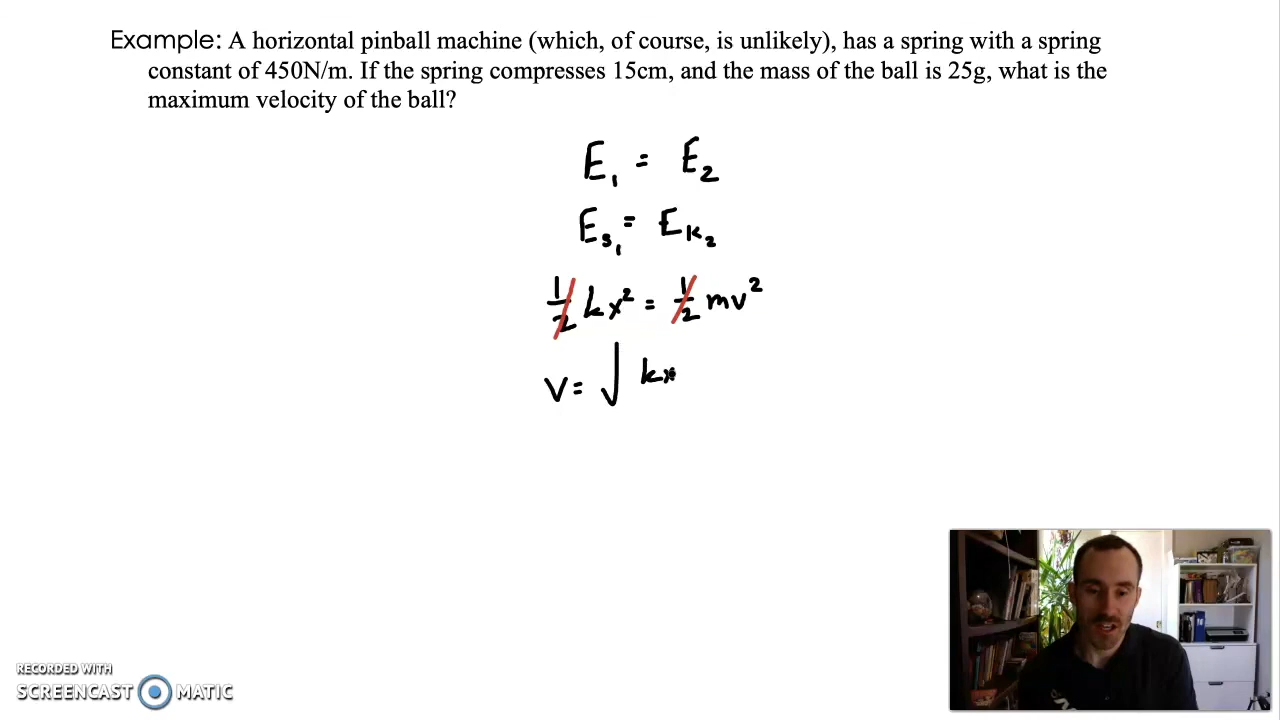 Example: A horizontal pinball machine (which, of course, is unlikely), has a spring with a spring
constant of 450N/m. If the spring compresses 15cm, and the mass of the ball is 25g, what is the
maximum velocity of the ball?
E₁ = E₂
Es₁ = Ek₂
1/2 kx² = 1/2 mv²
v = √ kx
RECORDED WITH
SCREENCAST MATIC